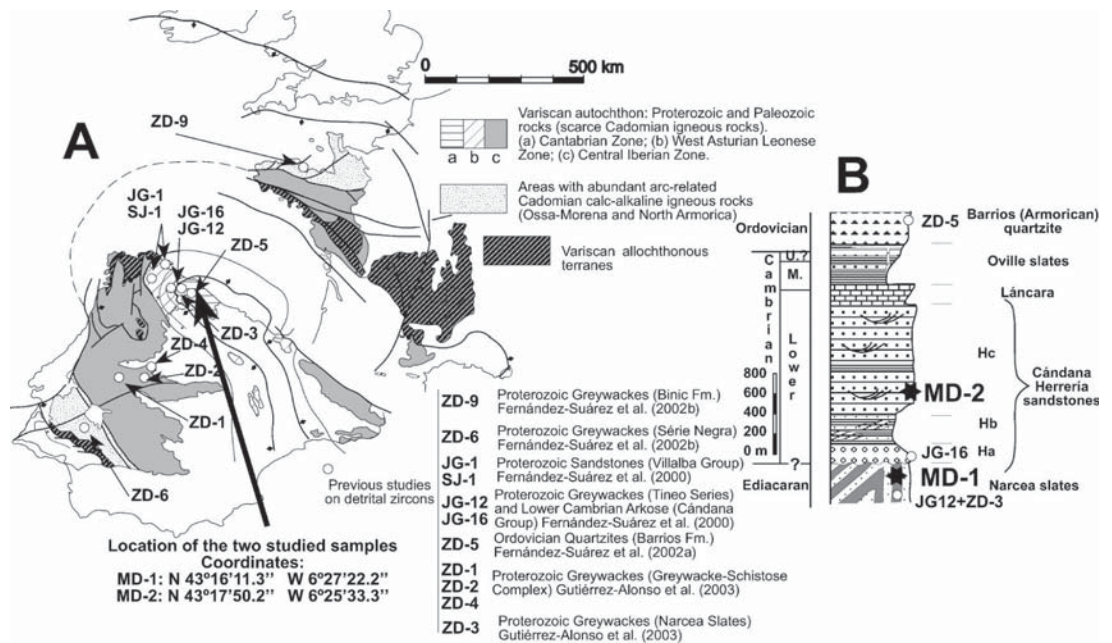 A
0 500 km
Variscan autochthon: Proterozoic and Paleozoic
rocks (scarce Cadomian igneous rocks).
(a) Cantabrian Zone; (b) West Asturian Leonese
Zone; (c) Central Iberian Zone.
a b c
Areas with abundant arc-related
Cadomian calc-alkaline igneous rocks
(Ossa-Morena and North Armorica)
Variscan allochthonous
terranes
ZD-9
JG-1
SJ-1
JG-16
JG-12
ZD-5
ZD-3
ZD-4
ZD-2
ZD-1
ZD-6
Previous studies
on detrital zircons
Location of the two studied samples
Coordinates:
MD-1: N 43º16'11.3'' W 6º27'22.2''
MD-2: N 43º17'50.2'' W 6º25'33.3''
ZD-9 Proterozoic Greywackes (Binic Fm.)
Fernández-Suárez et al. (2002b)
ZD-6 Proterozoic Greywackes (Série Negra)
Fernández-Suárez et al. (2002b)
JG-1 Proterozoic Sandstones (Villalba Group)
SJ-1 Fernández-Suárez et al. (2000)
JG-12 Proterozoic Greywackes (Tineo Series)
JG-16 and Lower Cambrian Arkose (Cándana
Group) Fernández-Suárez et al. (2000)
ZD-5 Ordovician Quartzites (Barrios Fm.)
Fernández-Suárez et al. (2002a)
ZD-1
ZD-2 Proterozoic Greywackes (Greywacke-Schistose
ZD-4 Complex) Gutiérrez-Alonso et al. (2003)
ZD-3 Proterozoic Greywackes (Narcea Slates)
Gutiérrez-Alonso et al. (2003)
B
Ordovician
Cambrian
U.?
M.
Lower
?
Ediacaran
800
600
400
200
0 m
ZD-5
Barrios (Armorican)
quartzite
Oville slates
Láncara
Hc
Cándana
Herrería
sandstones
MD-2
Hb
JG-16
Ha
MD-1
Narcea slates
JG12+ZD-3